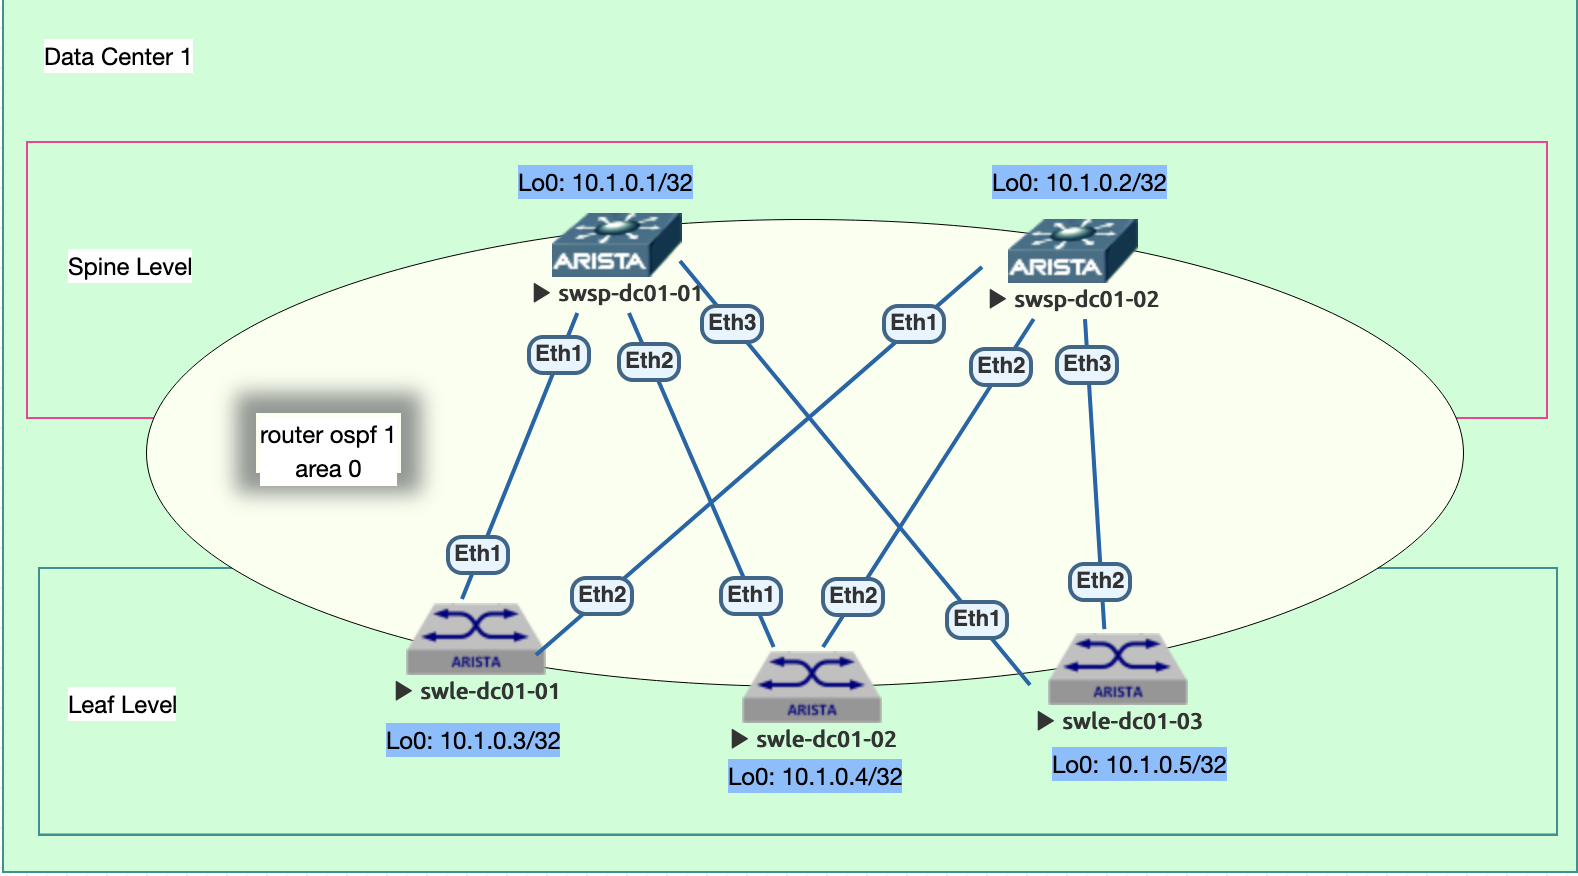 Data Center 1
Lo0: 10.1.0.1/32
Lo0: 10.1.0.2/32
Spine Level
ARISTA
ARISTA
swsp-dc01-01
swsp-dc01-02
Eth3
Eth1
Eth1
Eth2
Eth2
Eth3
router ospf 1
area 0
Eth1
Eth2
Eth1
Eth2
Eth1
Eth2
ARISTA
ARISTA
ARISTA
swle-dc01-01
Leaf Level
swle-dc01-02
swle-dc01-03
Lo0: 10.1.0.3/32
Lo0: 10.1.0.4/32
Lo0: 10.1.0.5/32